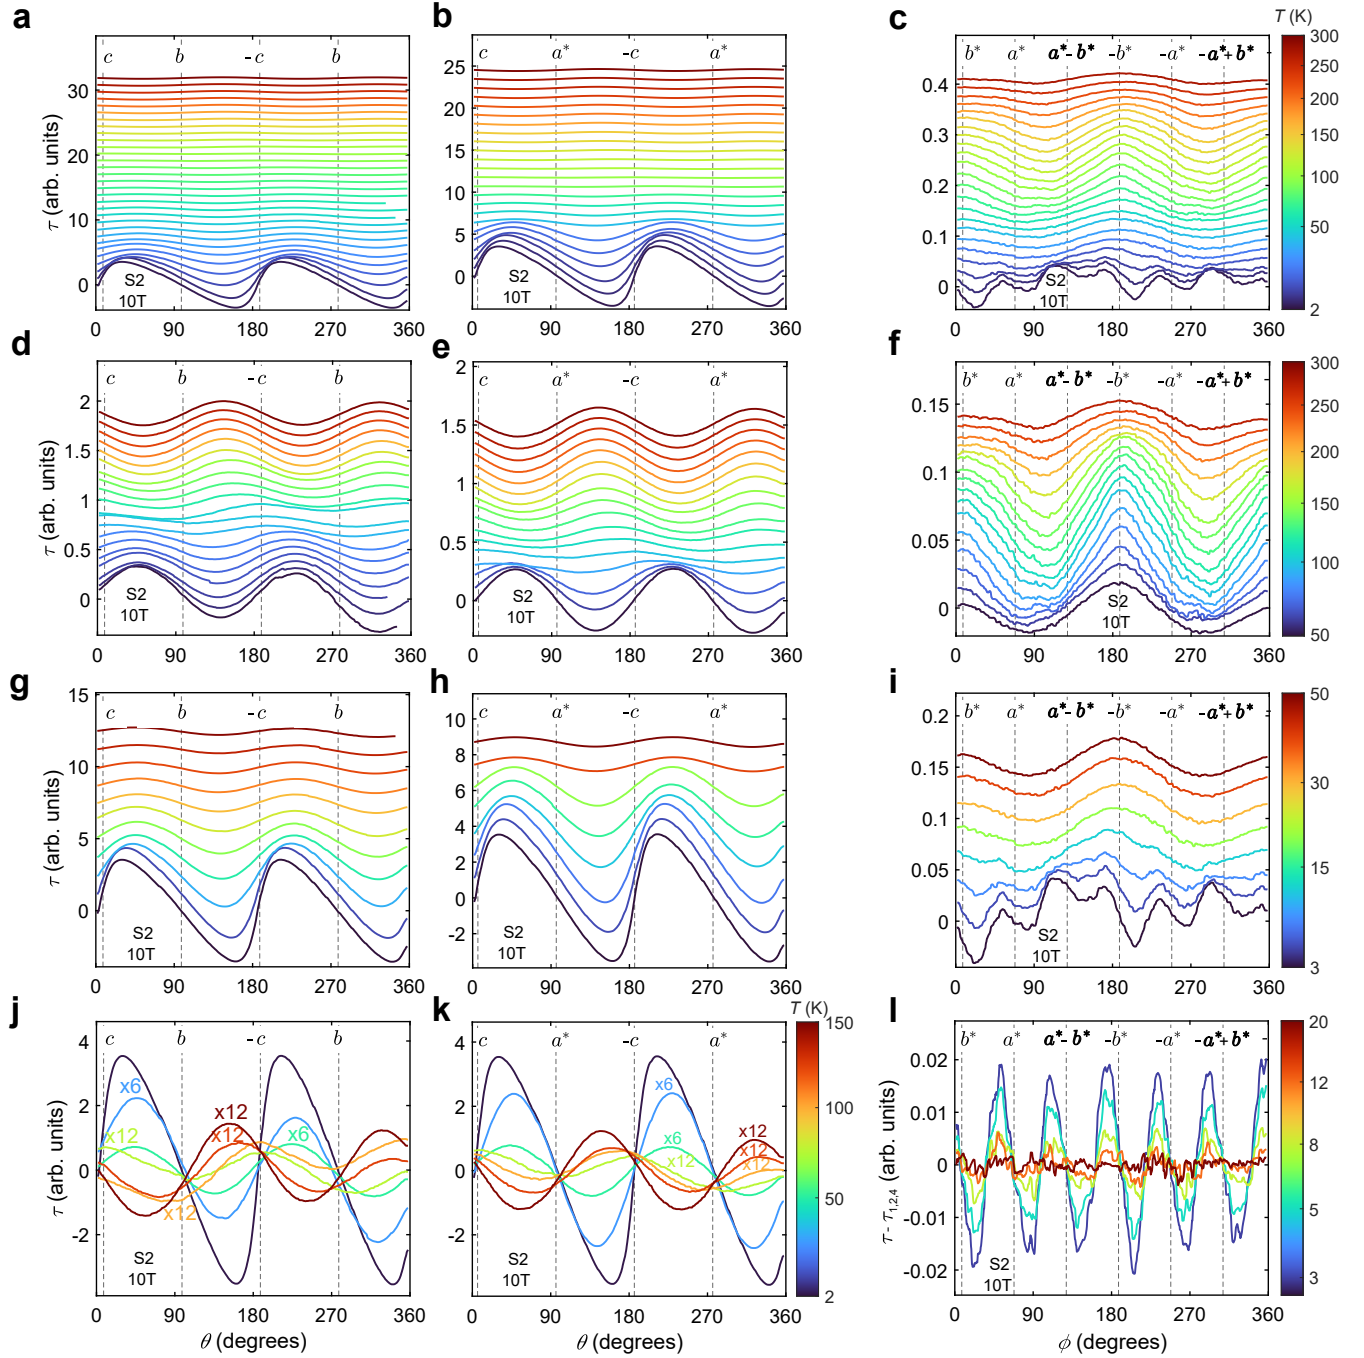 a
b
c
T (K)
c b -c b
c a* -c a*
b* a* a*- b* -b* -a* -a*+ b*
30
20
10
0
τ (arb. units)
S2
10T
0 90 180 270 360
25
20
15
10
5
0
S2
10T
0 90 180 270 360
0.4
0.3
0.2
0.1
0
S2
10T
0 90 180 270 360
300
200
150
100
50
2
d
e
f
c b -c b
c a* -c a*
b* a* a*- b* -b* -a* -a*+ b*
2
1.5
1
0.5
0
τ (arb. units)
S2
10T
0 90 180 270 360
2
1.5
1
0.5
0
S2
10T
0 90 180 270 360
0.15
0.1
0.05
0
S2
10T
0 90 180 270 360
300
250
200
150
100
50
g
h
i
c b -c b
c a* -c a*
b* a* a*- b* -b* -a* -a*+ b*
15
10
5
0
τ (arb. units)
S2
10T
0 90 180 270 360
10
8
6
4
2
0
-2
S2
10T
0 90 180 270 360
0.2
0.15
0.1
0.05
0
S2
10T
0 90 180 270 360
50
30
15
3
j
k
T (K)
l
c b -c b
c a* -c a*
b* a* a*- b* -b* -a* -a*+ b*
4
2
0
-2
τ (arb. units)
x6
x12
x12
x12
x6
x12
S2
10T
0 90 180 270 360
θ (degrees)
4
2
0
-2
x6
x6
x12
x12
x12
x12
S2
10T
0 90 180 270 360
θ (degrees)
150
100
50
2
τ - τ1,2,4 (arb. units)
0.02
0.01
0
-0.01
-0.02
S2
10T
0 90 180 270 360
ϕ (degrees)
20
12
8
5
3